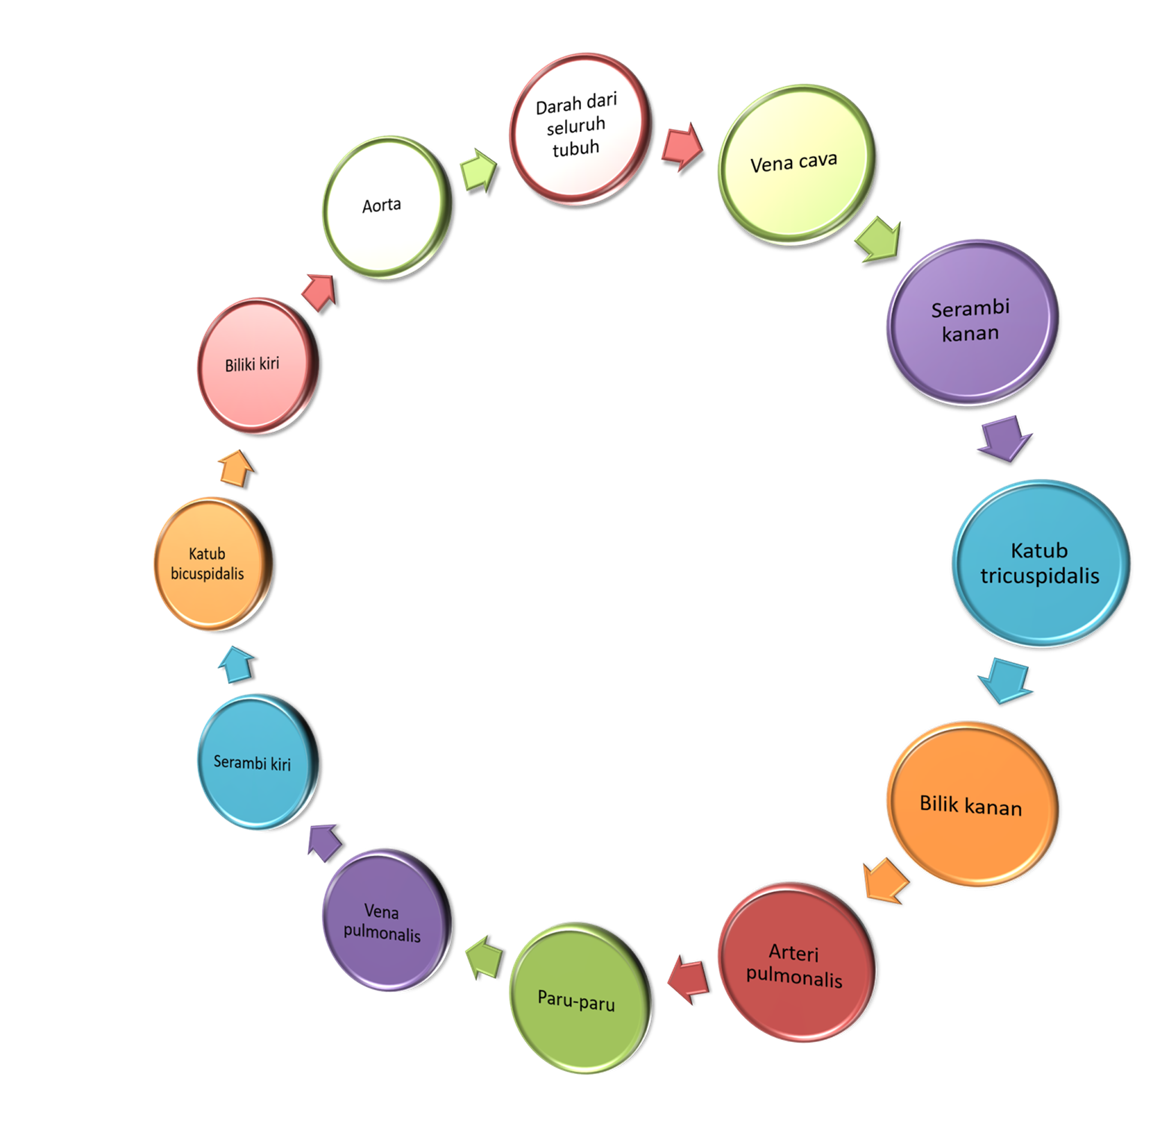 Darah dari
seluruh
tubuh
Vena cava
Serambi
kanan
Katub
tricuspidalis
Bilik kanan
Arteri
pulmonalis
Paru-paru
Vena
pulmonalis
Serambi kiri
Katub
bicuspidalis
Biliki kiri
Aorta